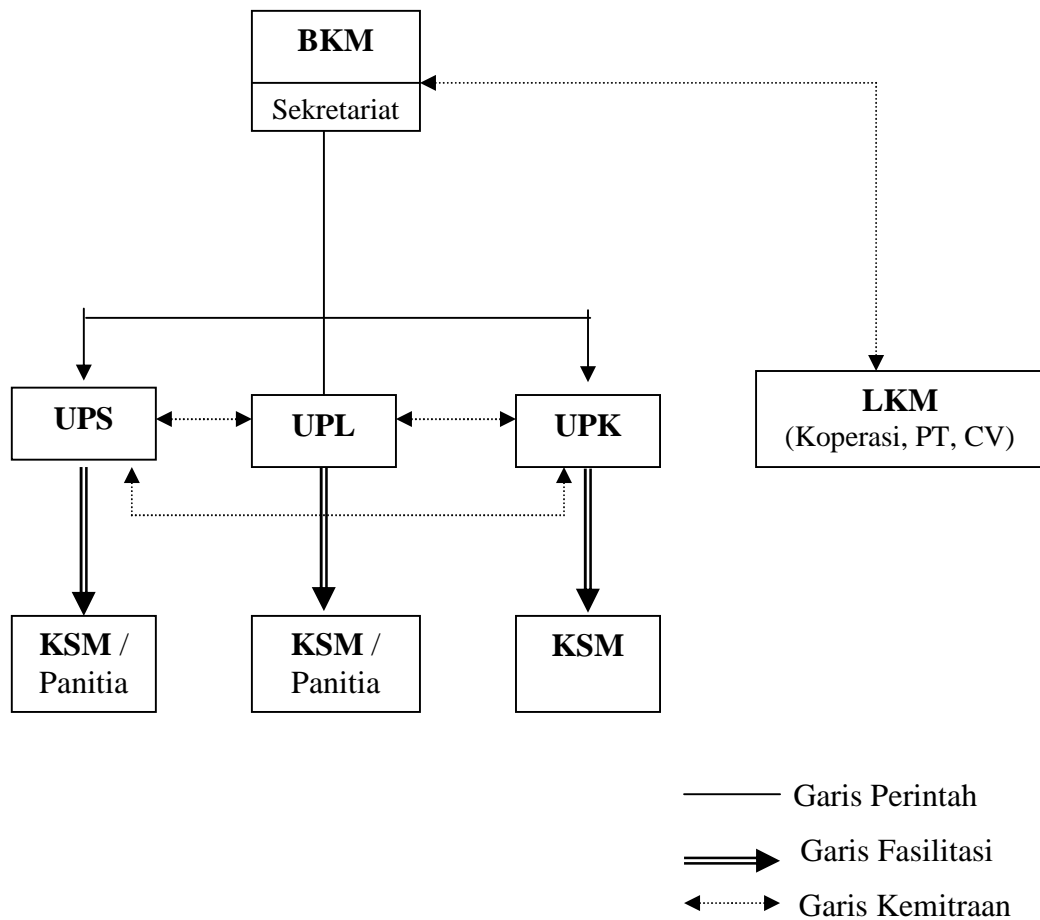 BKM
Sekretariat
UPS
UPL
UPK
LKM
(Koperasi, PT, CV)
KSM /
Panitia
KSM /
Panitia
KSM
Garis Perintah
Garis Fasilitasi
Garis Kemitraan